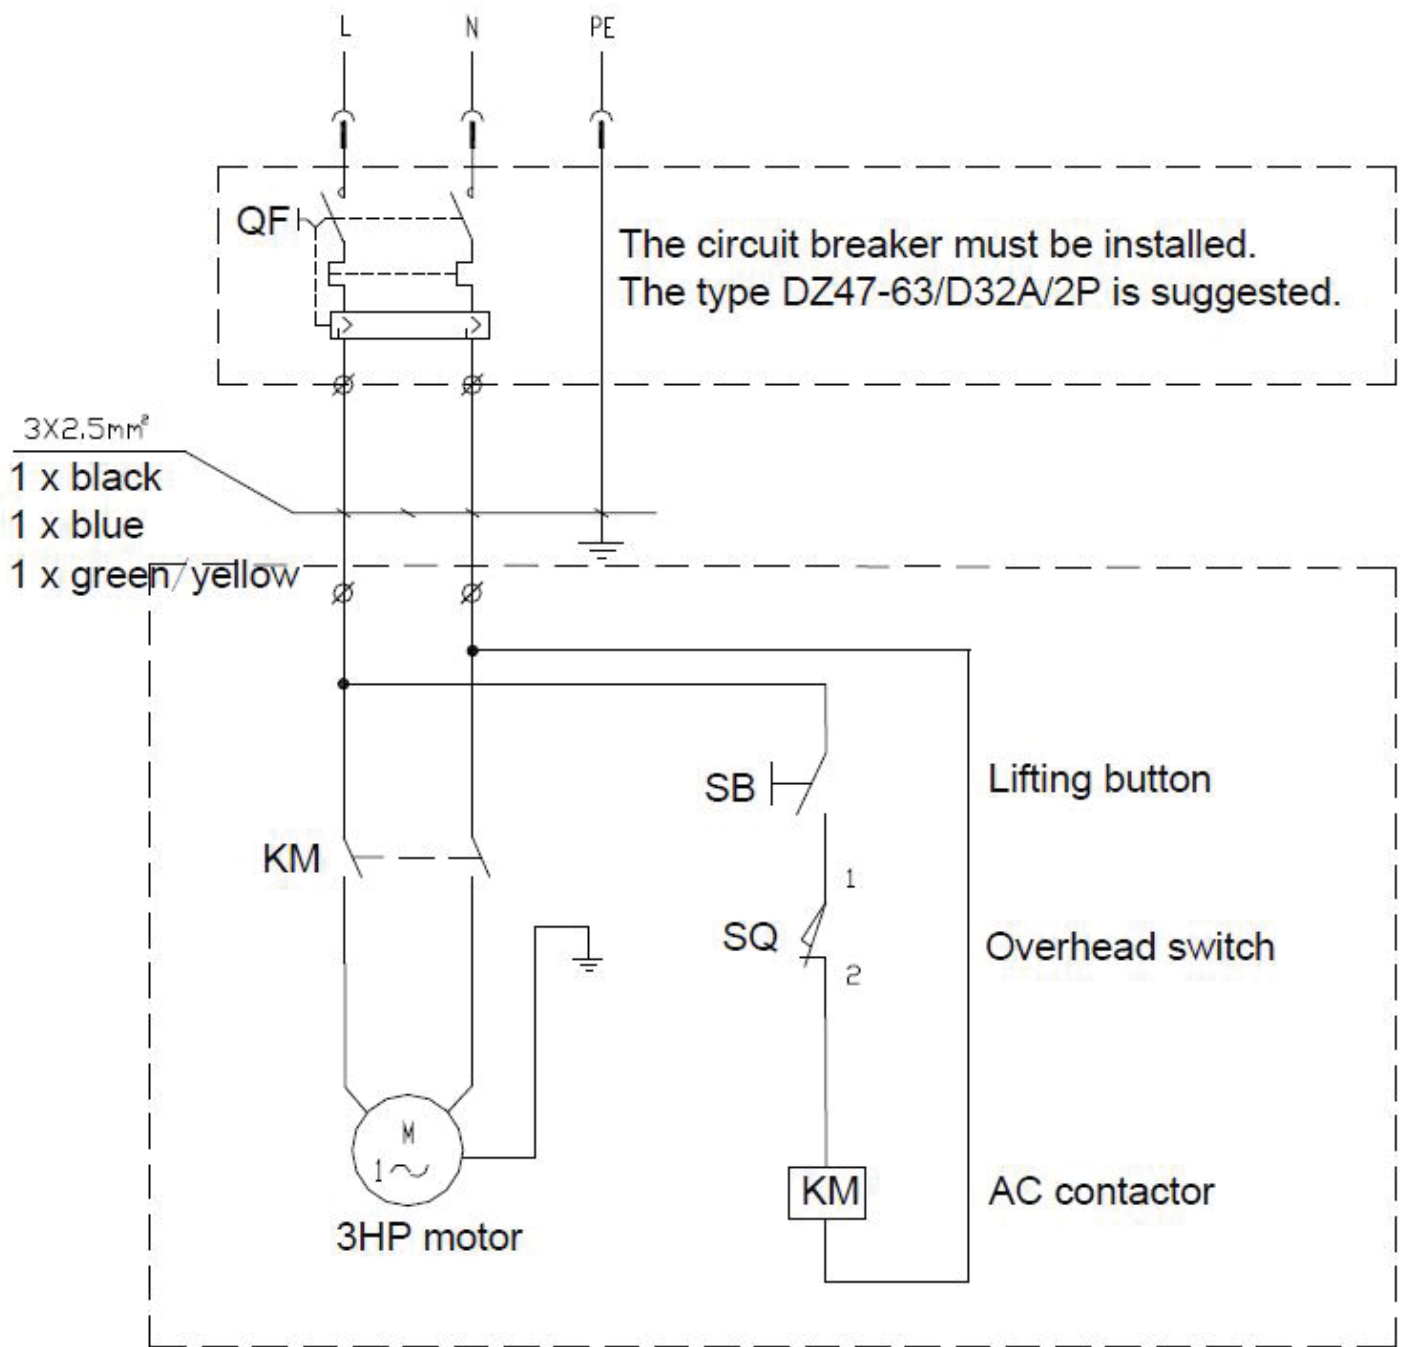 L N PE
QF
The circuit breaker must be installed.
The type DZ47-63/D32A/2P is suggested.
3X2.5mm²
1 x black
1 x blue
1 x green/yellow
SB
Lifting button
KM
1
SQ
Overhead switch
2
M
1~
KM
AC contactor
3HP motor